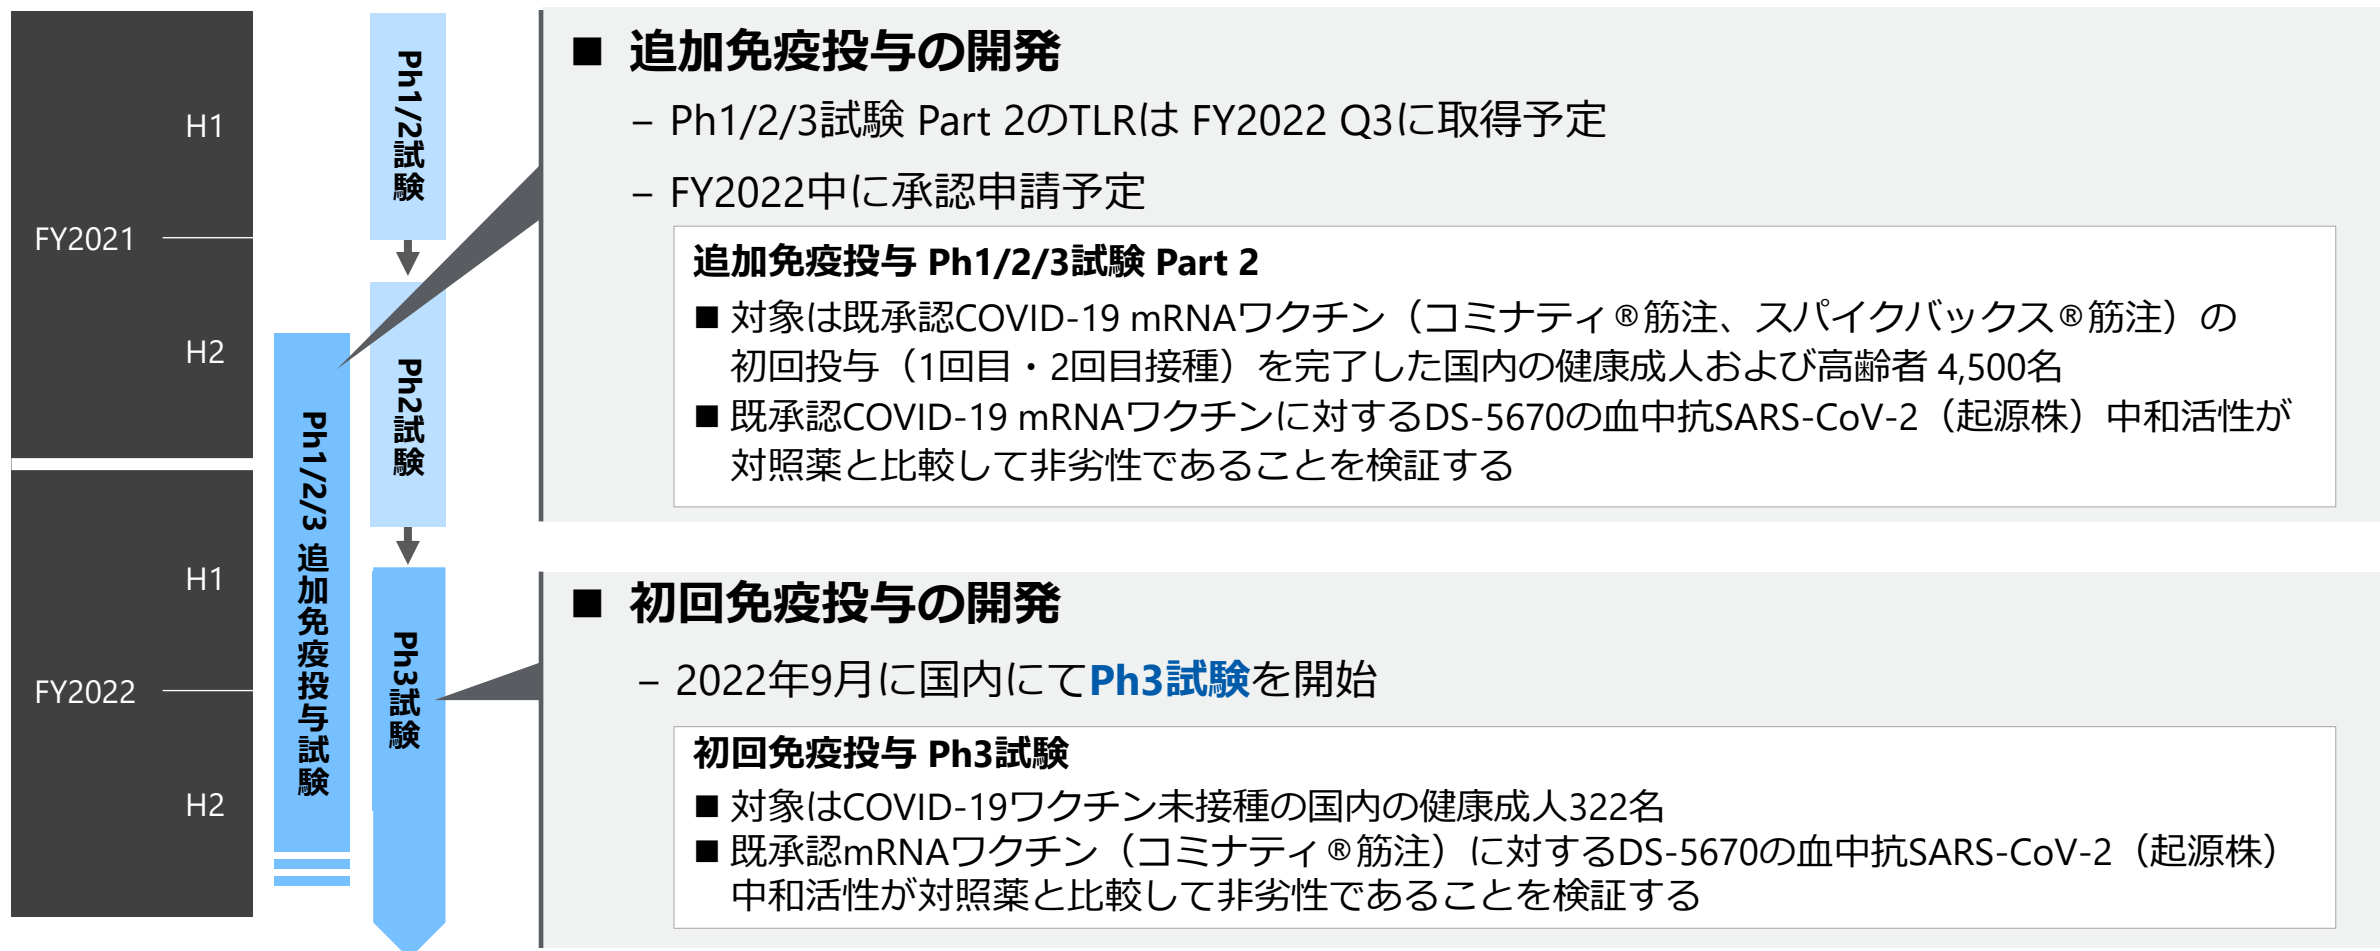 FY2021
H1
H2
FY2022
H1
H2
Ph1/2/3 追加免疫投与試験
Ph1/2試験
Ph2試験
Ph3試験
■ 追加免疫投与の開発
– Ph1/2/3試験 Part 2のTLRは FY2022 Q3に取得予定
– FY2022中に承認申請予定
追加免疫投与 Ph1/2/3試験 Part 2
■ 対象は既承認COVID-19 mRNAワクチン（コミナティ®筋注、スパイクバックス®筋注）の
初回投与（1回目・2回目接種）を完了した国内の健康成人および高齢者 4,500名
■ 既承認COVID-19 mRNAワクチンに対するDS-5670の血中抗SARS-CoV-2（起源株）中和活性が
対照薬と比較して非劣性であることを検証する
■ 初回免疫投与の開発
– 2022年9月に国内にてPh3試験を開始
初回免疫投与 Ph3試験
■ 対象はCOVID-19ワクチン未接種の国内の健康成人322名
■ 既承認mRNAワクチン（コミナティ®筋注）に対するDS-5670の血中抗SARS-CoV-2（起源株）
中和活性が対照薬と比較して非劣性であることを検証する